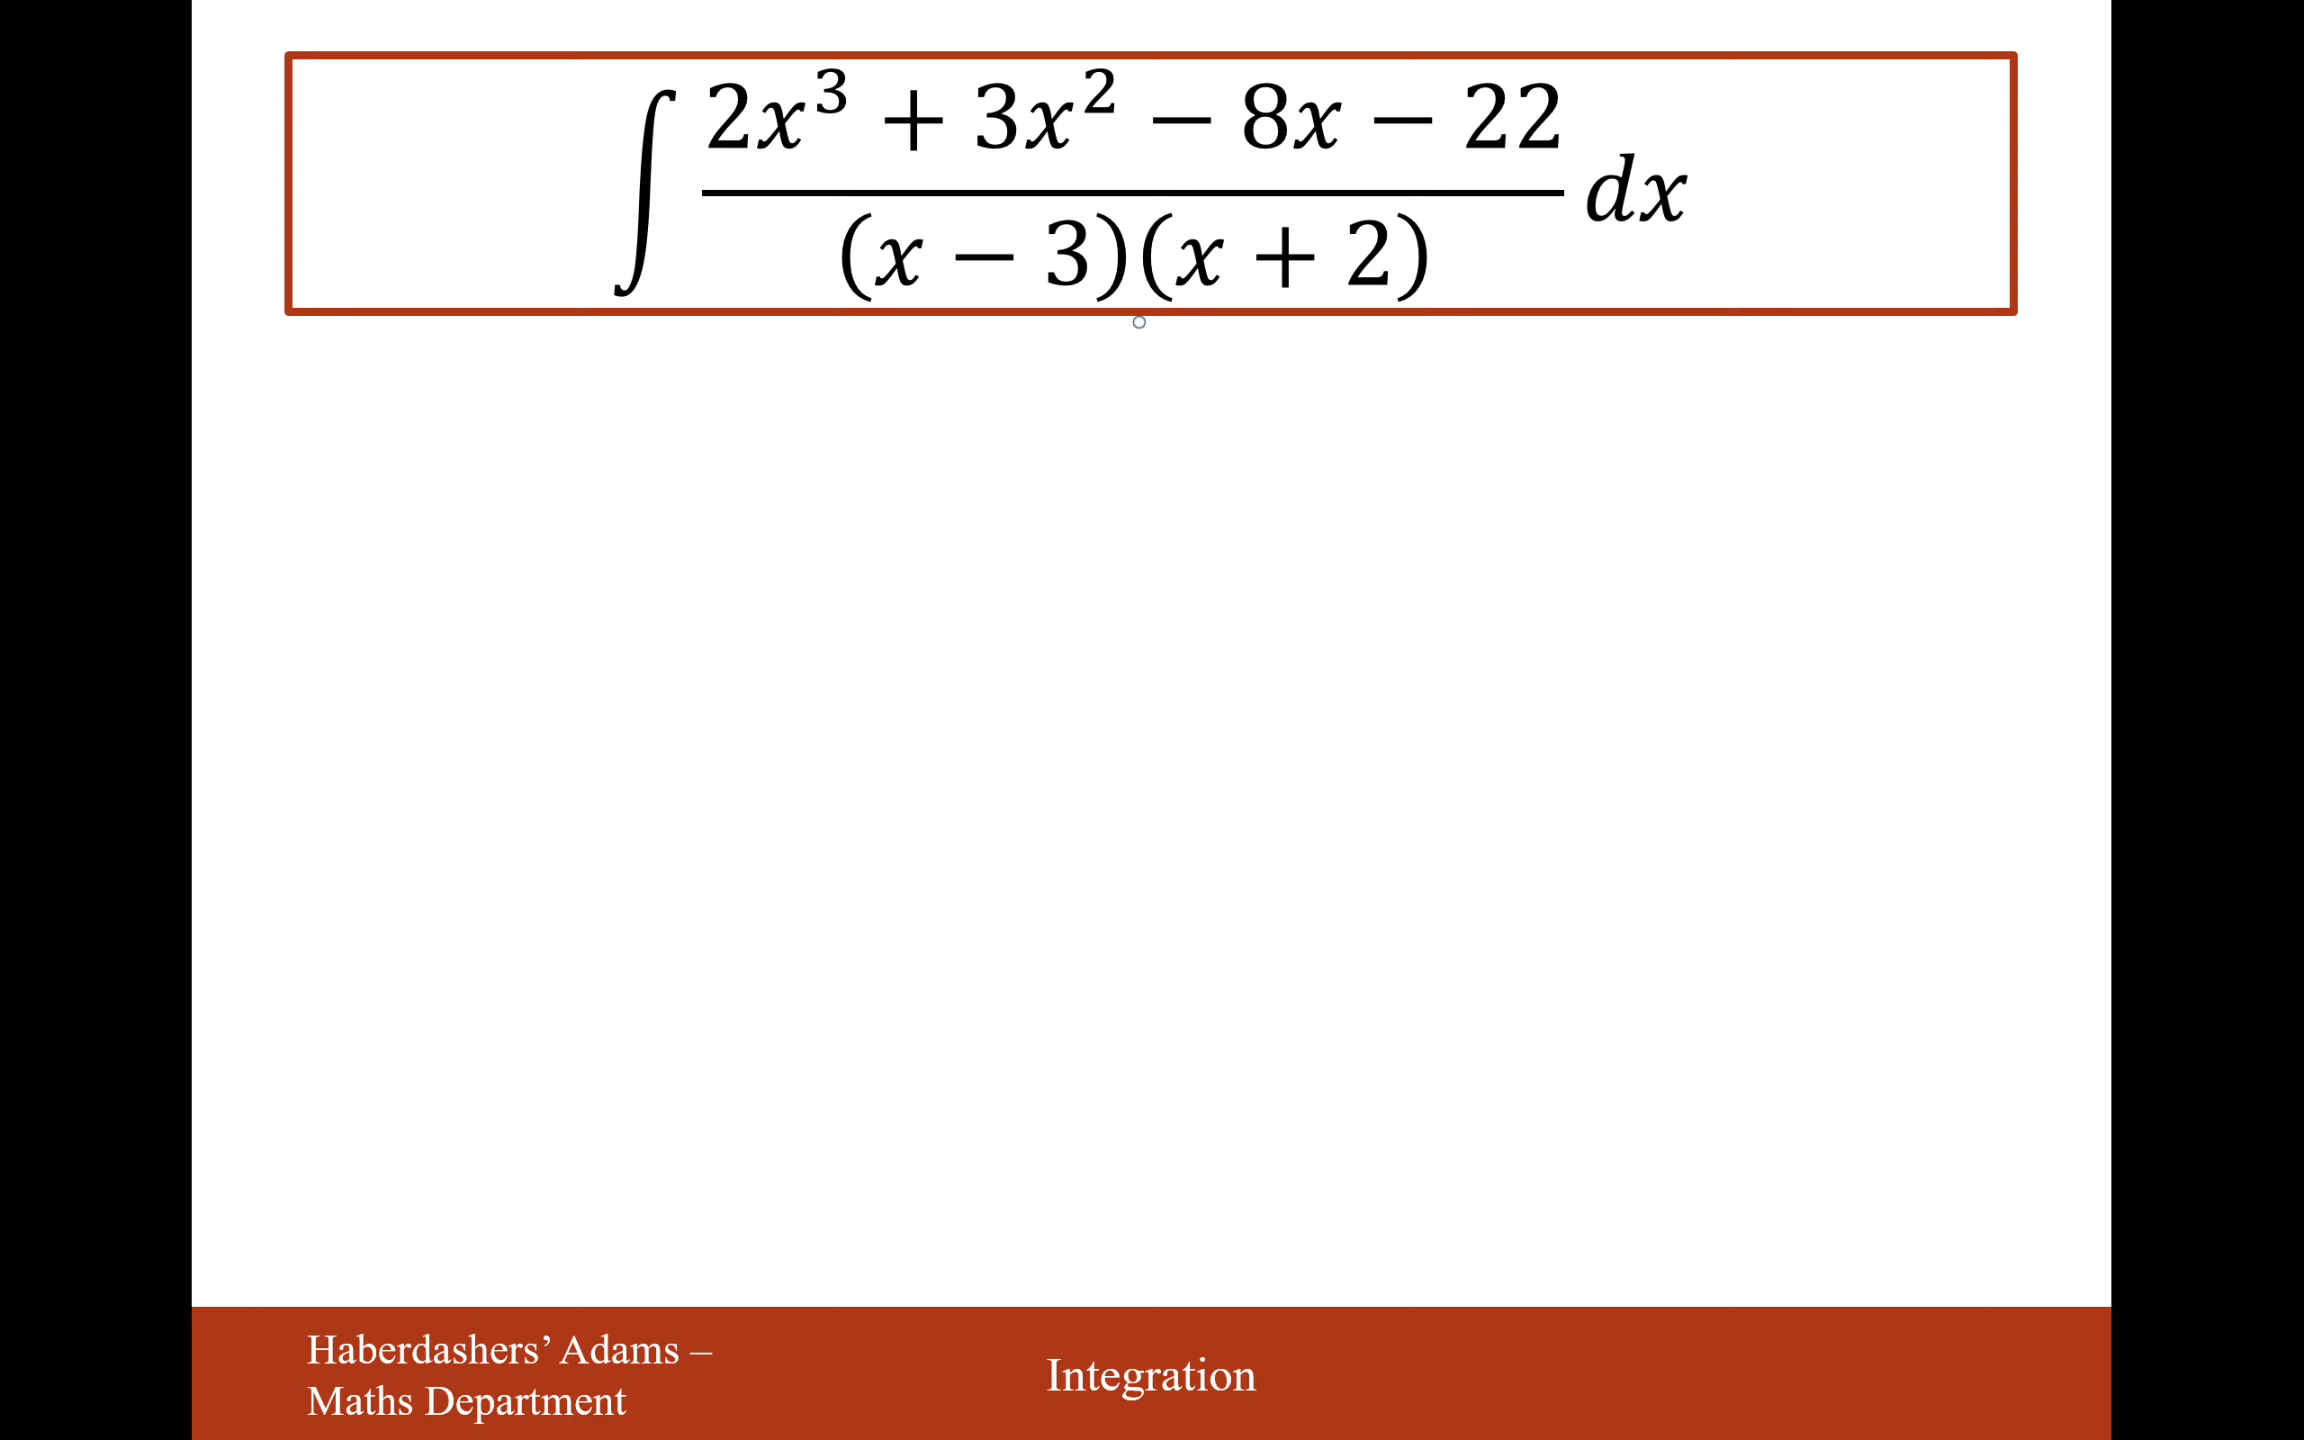 ∫ (2x³ + 3x² − 8x − 22) / ((x − 3)(x + 2)) dx
Haberdashers’ Adams –
Maths Department
Integration